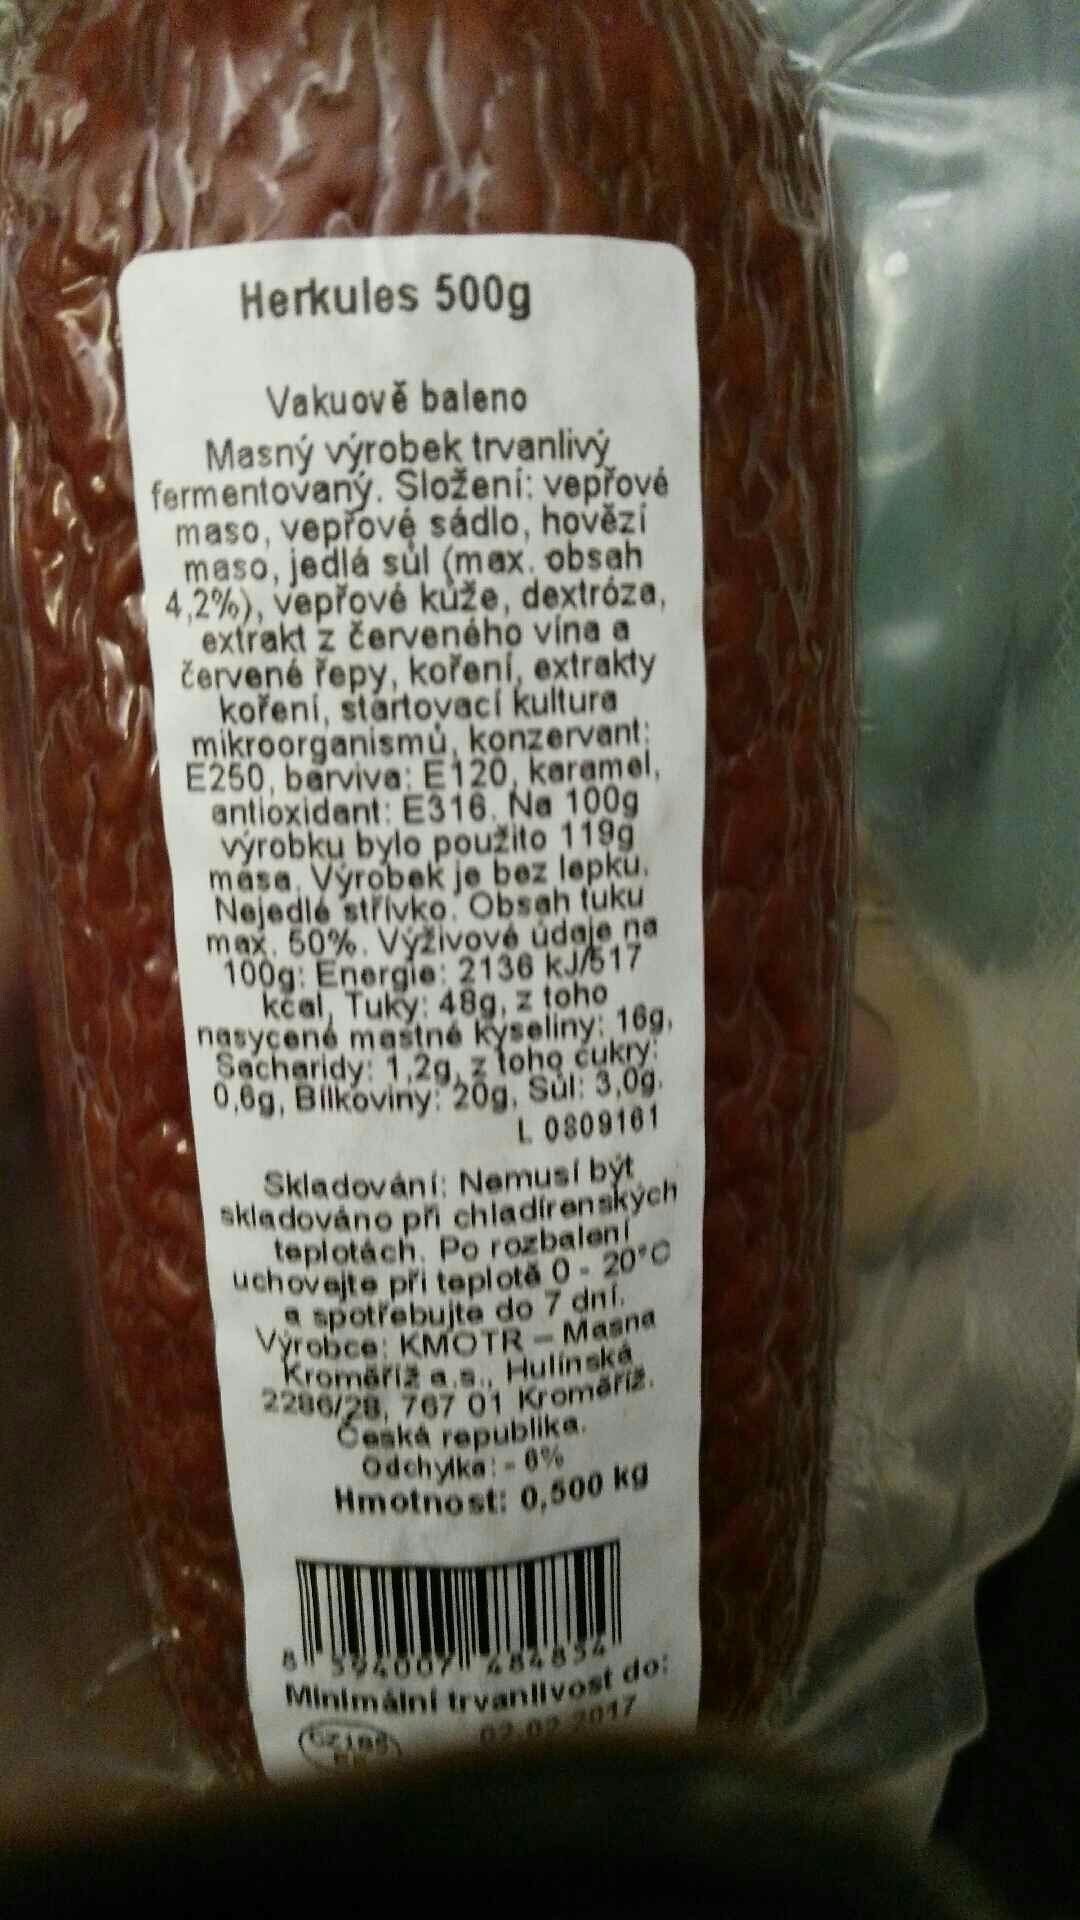 Herkules 500g
Vakuově baleno
Masný výrobek trvanlivý
fermentovaný. Složení: vepřové
maso, vepřové sádlo, hovězí
maso, jedlá sůl (max. obsah
4,2%), vepřové kůže, dextróza,
extrakt z červeného vína a
červené řepy, koření, extrakty
koření, startovací kultura
mikroorganismů, konzervant:
E250, barviva: E120, karamel,
antioxidant: E316. Na 100g
výrobku bylo použito 119g
masa. Výrobek je bez lepku.
Nejedlé střívko. Obsah tuku
max. 50%. Výživové údaje na
100g: Energie: 2136 kJ/517
kcal, Tuky: 48g, z toho
nasycené mastné kyseliny: 16g,
Sacharidy: 1,2g, z toho cukry:
0,6g, Bílkoviny: 20g, Sůl: 3,0g.
L 0809161
Skladování: Nemusí být
skladováno při chladírenských
teplotách. Po rozbalení
uchovejte při teplotě 0 - 20°C
a spotřebujte do 7 dní.
Výrobce: KMOTR – Masna
Kroměříž a.s., Hulínská
2286/28, 767 01 Kroměříž.
Česká republika.
Odchylka: - 6%
Hmotnost: 0,500 kg
8 594007 484854
Minimální trvanlivost do:
02.02.2017